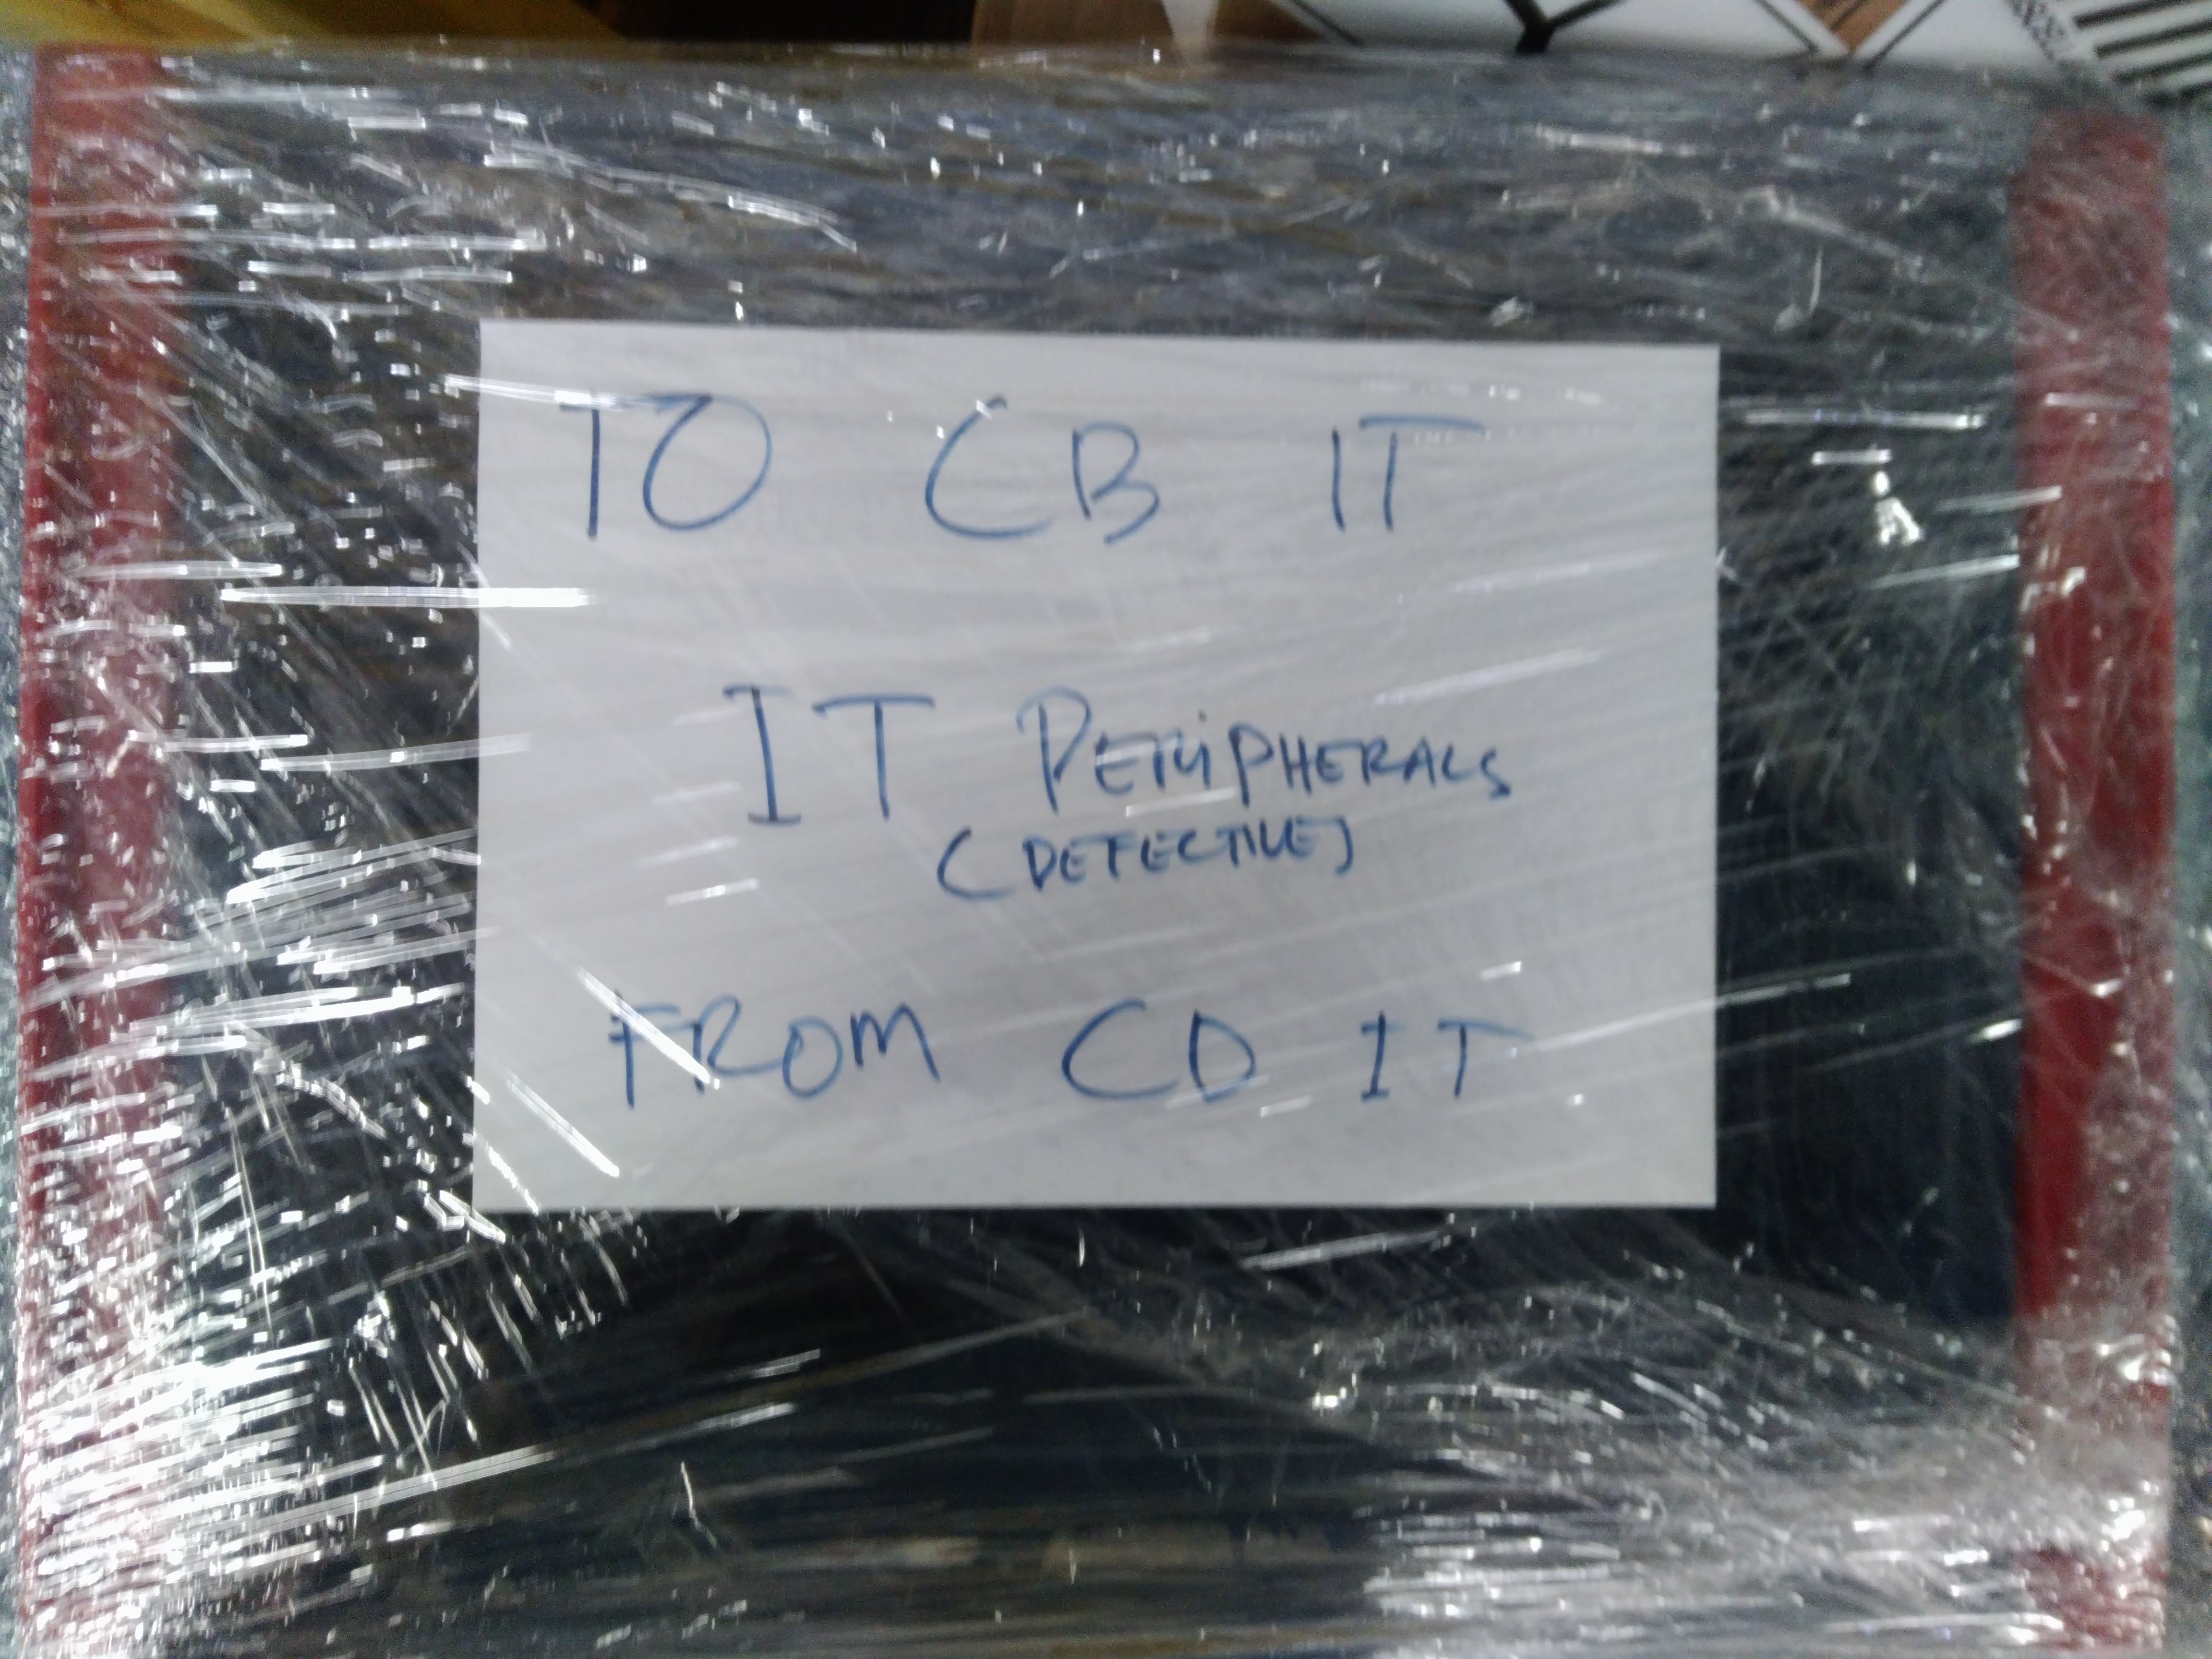 TO CB IT
IT PERIPHERALS
(DEFECTIVE)
FROM CD IT